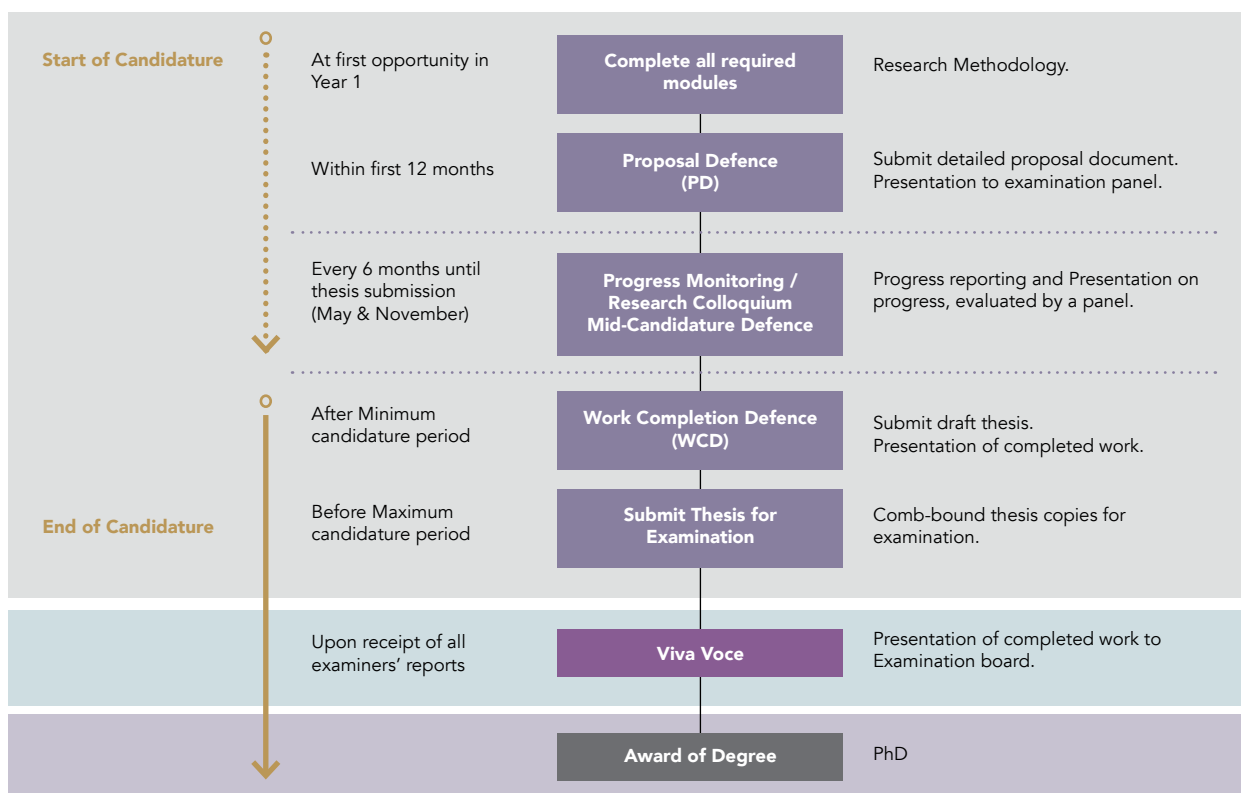 Start of Candidature
At first opportunity in
Year 1
Complete all required
modules
Research Methodology.
Within first 12 months
Proposal Defence
(PD)
Submit detailed proposal document.
Presentation to examination panel.
Every 6 months until
thesis submission
(May & November)
Progress Monitoring /
Research Colloquium
Mid-Candidature Defence
Progress reporting and Presentation on
progress, evaluated by a panel.
After Minimum
candidature period
Work Completion Defence
(WCD)
Submit draft thesis.
Presentation of completed work.
End of Candidature
Before Maximum
candidature period
Submit Thesis for
Examination
Comb-bound thesis copies for
examination.
Upon receipt of all
examiners’ reports
Viva Voce
Presentation of completed work to
Examination board.
Award of Degree
PhD